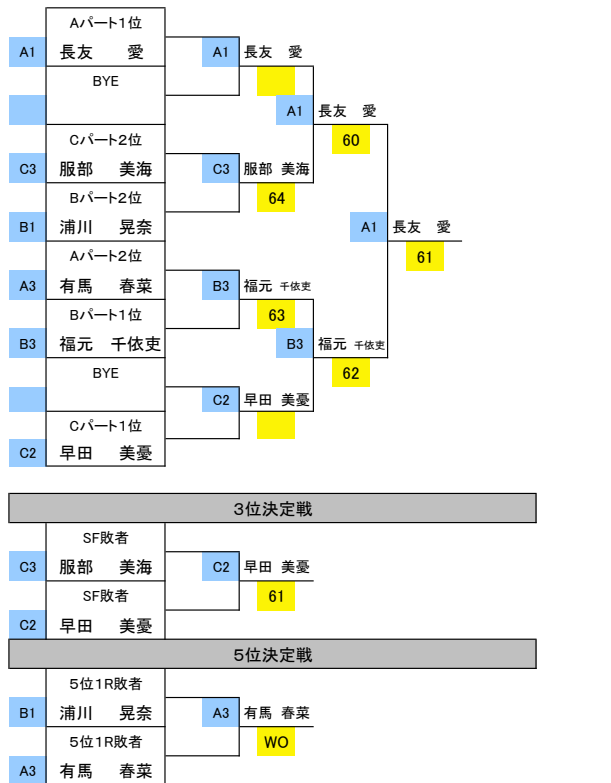 Aパート1位
A1 長友 愛 A1 長友 愛
BYE
A1 長友 愛
Cパート2位 60
C3 服部 美海 C3 服部 美海
Bパート2位 64
B1 浦川 晃奈 A1 長友 愛
Aパート2位 61
A3 有馬 春菜 B3 福元 千依吏
Bパート1位 63
B3 福元 千依吏 B3 福元 千依吏
BYE 62
C2 早田 美憂
Cパート1位
C2 早田 美憂
3位決定戦
SF敗者
C3 服部 美海 C2 早田 美憂
SF敗者 61
C2 早田 美憂
5位決定戦
5位1R敗者
B1 浦川 晃奈 A3 有馬 春菜
5位1R敗者 WO
A3 有馬 春菜